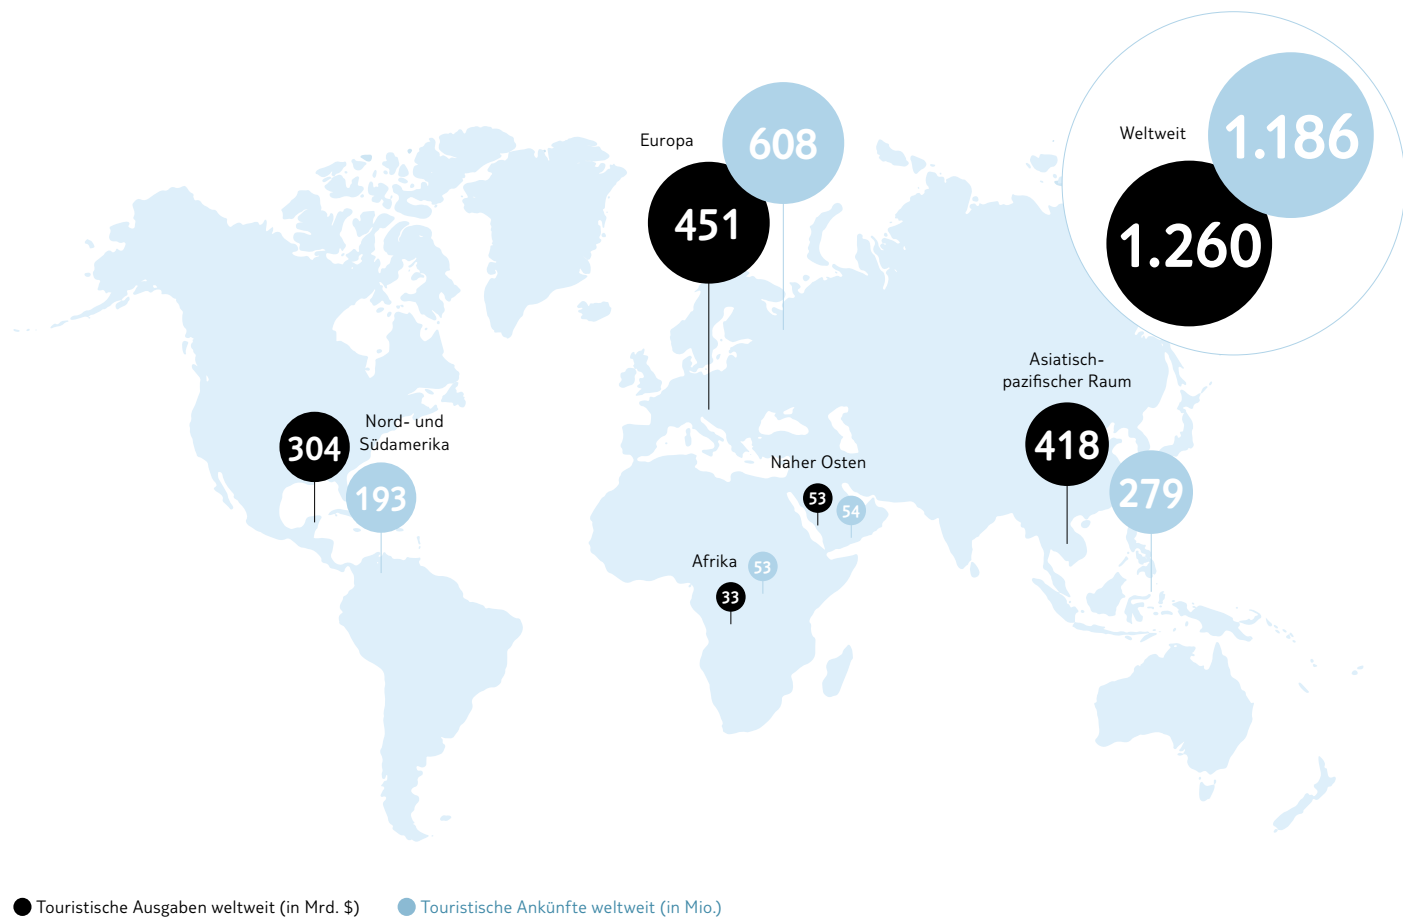 Europa
608
451
Weltweit
1.186
1.260
Asiatisch-
pazifischer Raum
418
279
Nord- und
Südamerika
304
193
Naher Osten
53
54
Afrika
53
33
Touristische Ausgaben weltweit (in Mrd. $)
Touristische Ankünfte weltweit (in Mio.)